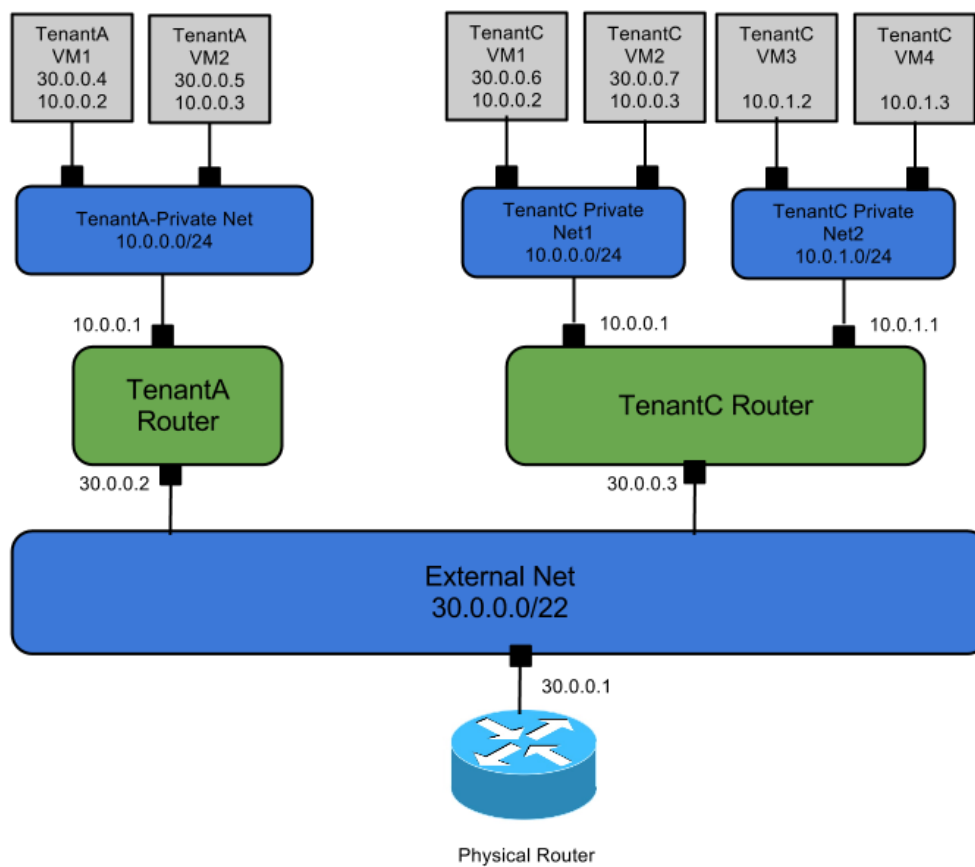 TenantA
VM1
30.0.0.4
10.0.0.2
TenantA
VM2
30.0.0.5
10.0.0.3
TenantC
VM1
30.0.0.6
10.0.0.2
TenantC
VM2
30.0.0.7
10.0.0.3
TenantC
VM3
10.0.1.2
TenantC
VM4
10.0.1.3
TenantA-Private Net
10.0.0.0/24
TenantC Private
Net1
10.0.0.0/24
TenantC Private
Net2
10.0.1.0/24
10.0.0.1
10.0.0.1
10.0.1.1
TenantA
Router
TenantC Router
30.0.0.2
30.0.0.3
External Net
30.0.0.0/22
30.0.0.1
Physical Router